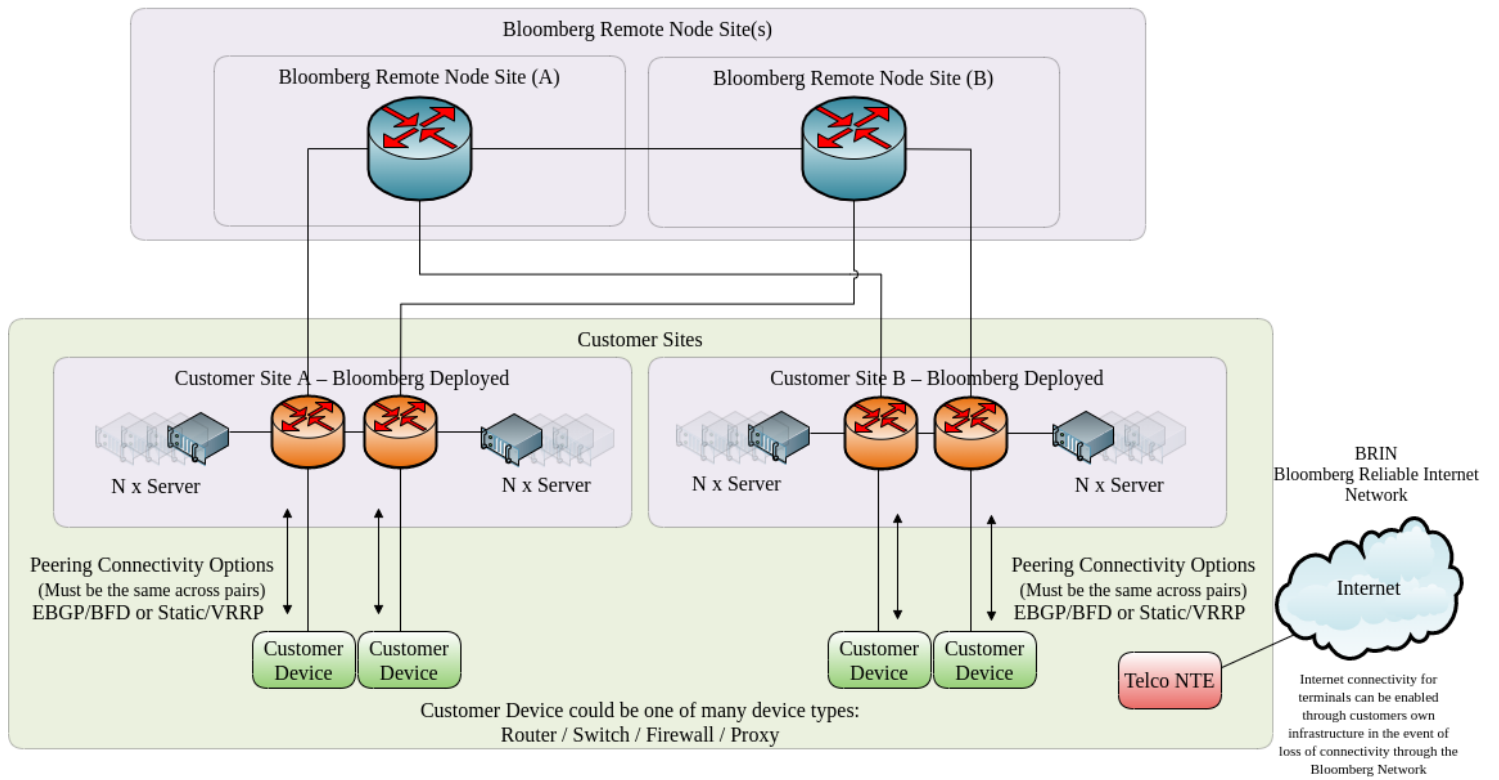 Bloomberg Remote Node Site(s)
Bloomberg Remote Node Site (A)
Bloomberg Remote Node Site (B)
Customer Sites
Customer Site A – Bloomberg Deployed
Customer Site B – Bloomberg Deployed
N x Server
N x Server
N x Server
N x Server
BRIN
Bloomberg Reliable Internet
Network
Peering Connectivity Options
(Must be the same across pairs)
EBGP/BFD or Static/VRRP
Peering Connectivity Options
(Must be the same across pairs)
EBGP/BFD or Static/VRRP
Internet
Customer
Device
Customer
Device
Customer
Device
Customer
Device
Telco NTE
Customer Device could be one of many device types:
Router / Switch / Firewall / Proxy
Internet connectivity for
terminals can be enabled
through customers own
infrastructure in the event of
loss of connectivity through the
Bloomberg Network